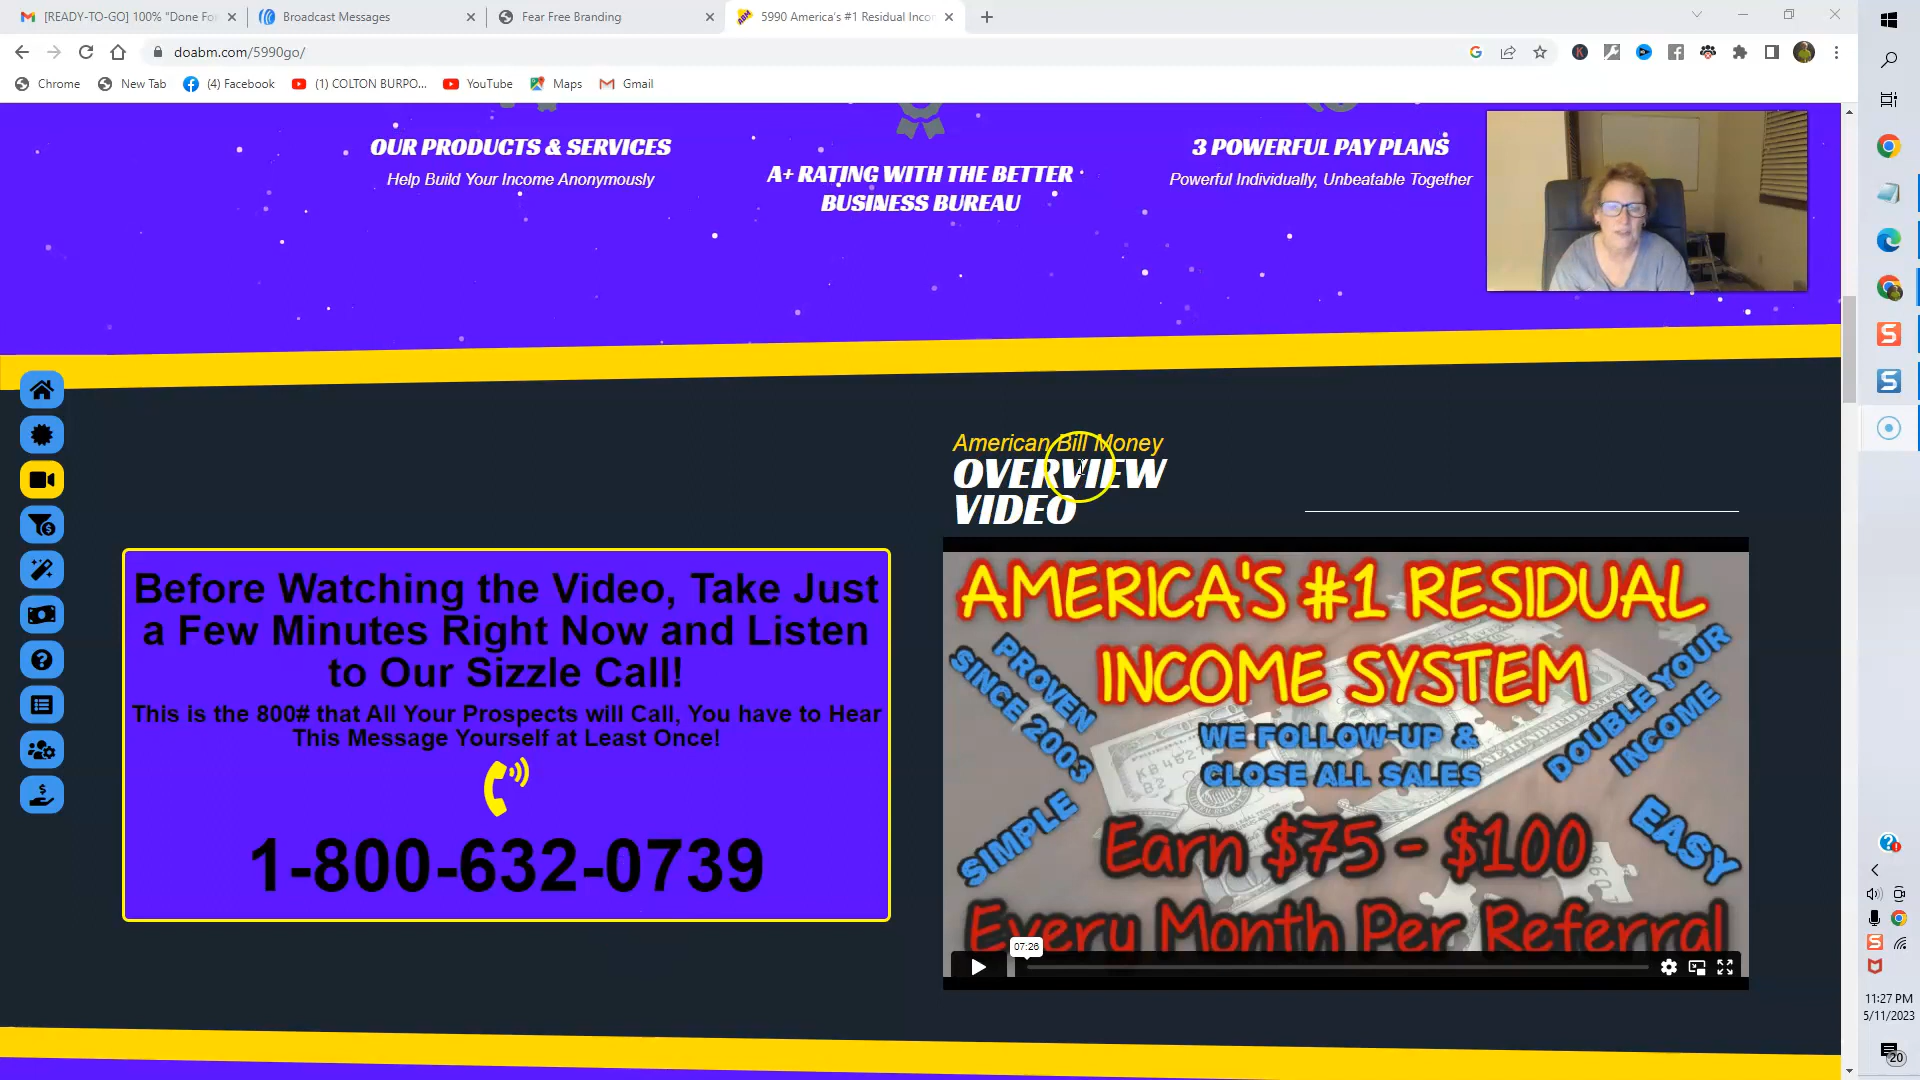 [READY-TO-GO] 100% "Done For
Broadcast Messages
Fear Free Branding
5990 America's #1 Residual Incom
doabm.com/5990go/
Chrome
New Tab
(4) Facebook
(1) COLTON BURPO...
YouTube
Maps
Gmail
OUR PRODUCTS & SERVICES
Help Build Your Income Anonymously
A+ RATING WITH THE BETTER
BUSINESS BUREAU
3 POWERFUL PAY PLANS
Powerful Individually, Unbeatable Together
American Bill Money
OVERVIEW
VIDEO
Before Watching the Video, Take Just
a Few Minutes Right Now and Listen
to Our Sizzle Call!
This is the 800# that All Your Prospects will Call, You have to Hear
This Message Yourself at Least Once!
1-800-632-0739
AMERICA'S #1 RESIDUAL
INCOME SYSTEM
PROVEN
SINCE 2003
DOUBLE YOUR
INCOME
WE FOLLOW-UP &
CLOSE ALL SALES
SIMPLE
EASY
Earn $75 - $100
Every Month Per Referral
07:26
11:27 PM
5/11/2023
20